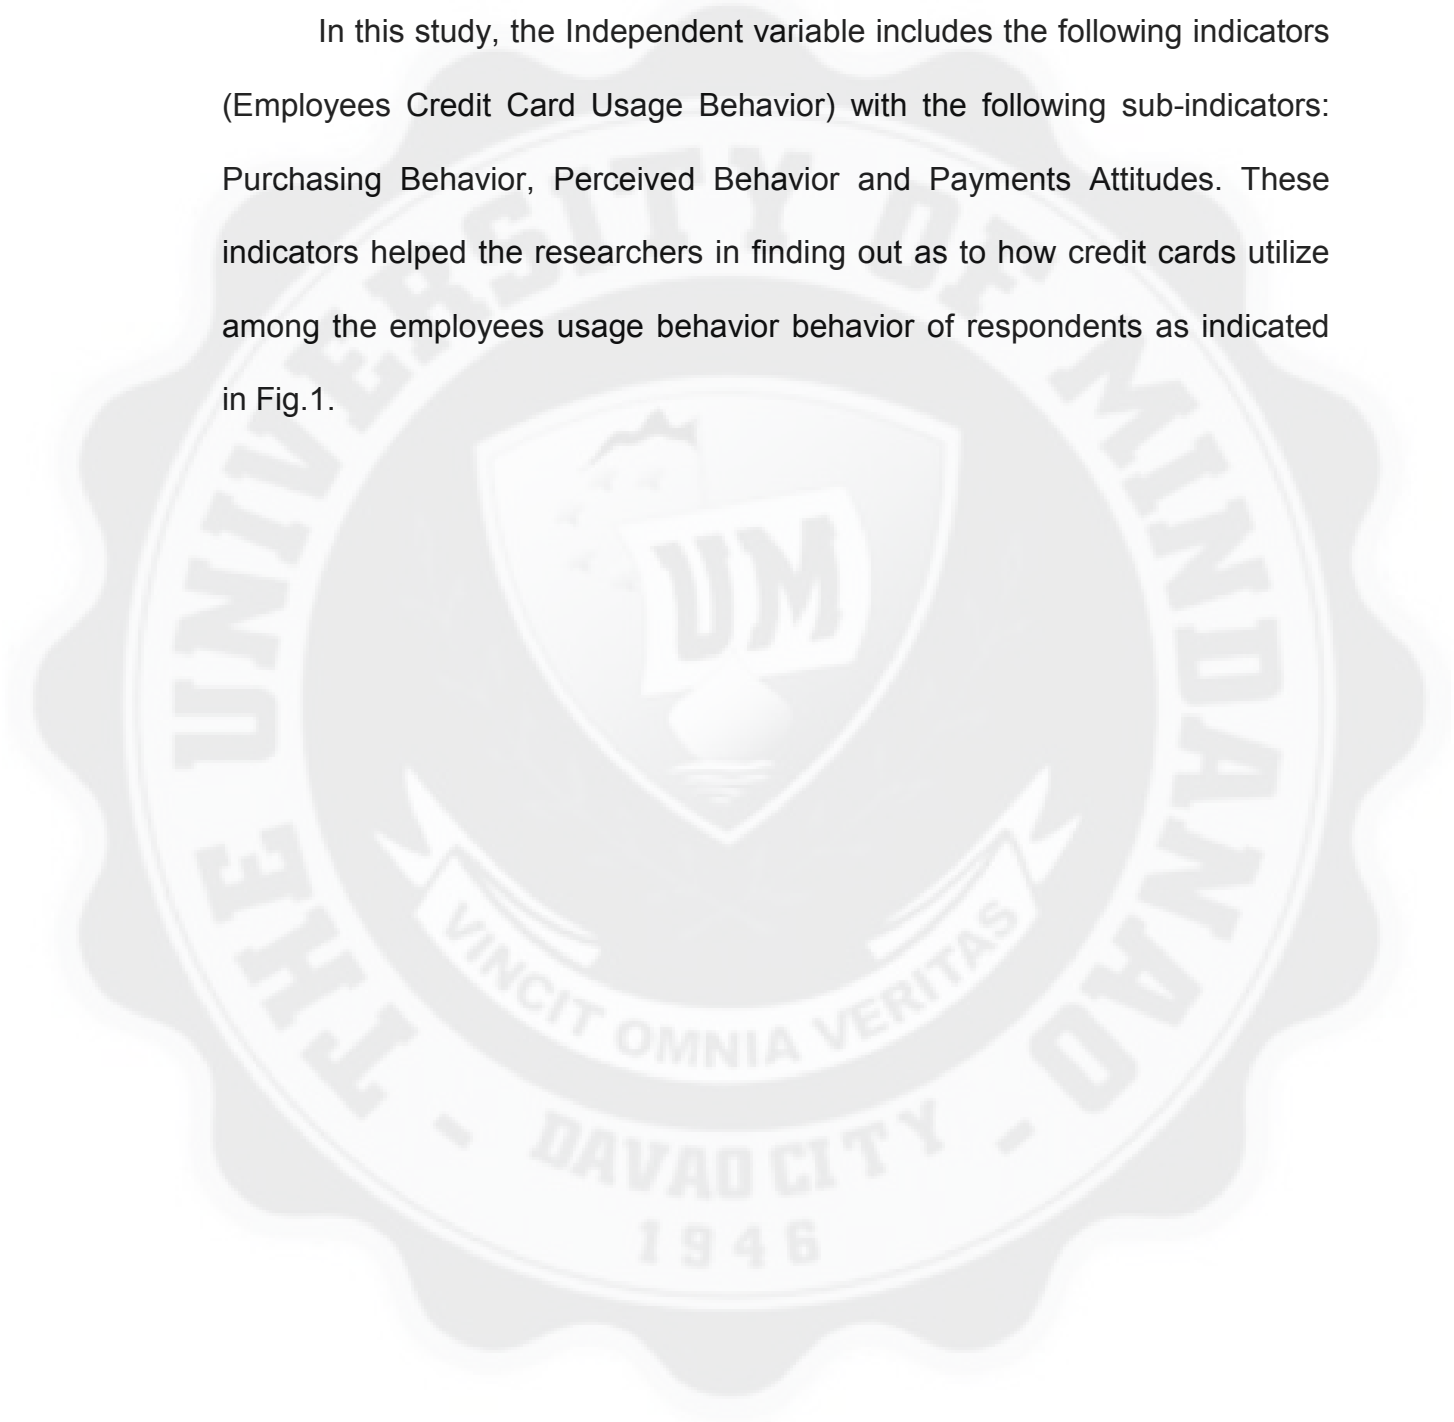 In this study, the Independent variable includes the following indicators
(Employees Credit Card Usage Behavior) with the following sub-indicators:
Purchasing Behavior, Perceived Behavior and Payments Attitudes. These
indicators helped the researchers in finding out as to how credit cards utilize
among the employees usage behavior behavior of respondents as indicated
in Fig.1.
THE UNIVERSITY OF MINDANAO
UM
VINCIT OMNIA VERITAS
- DAVAO CITY -
1946